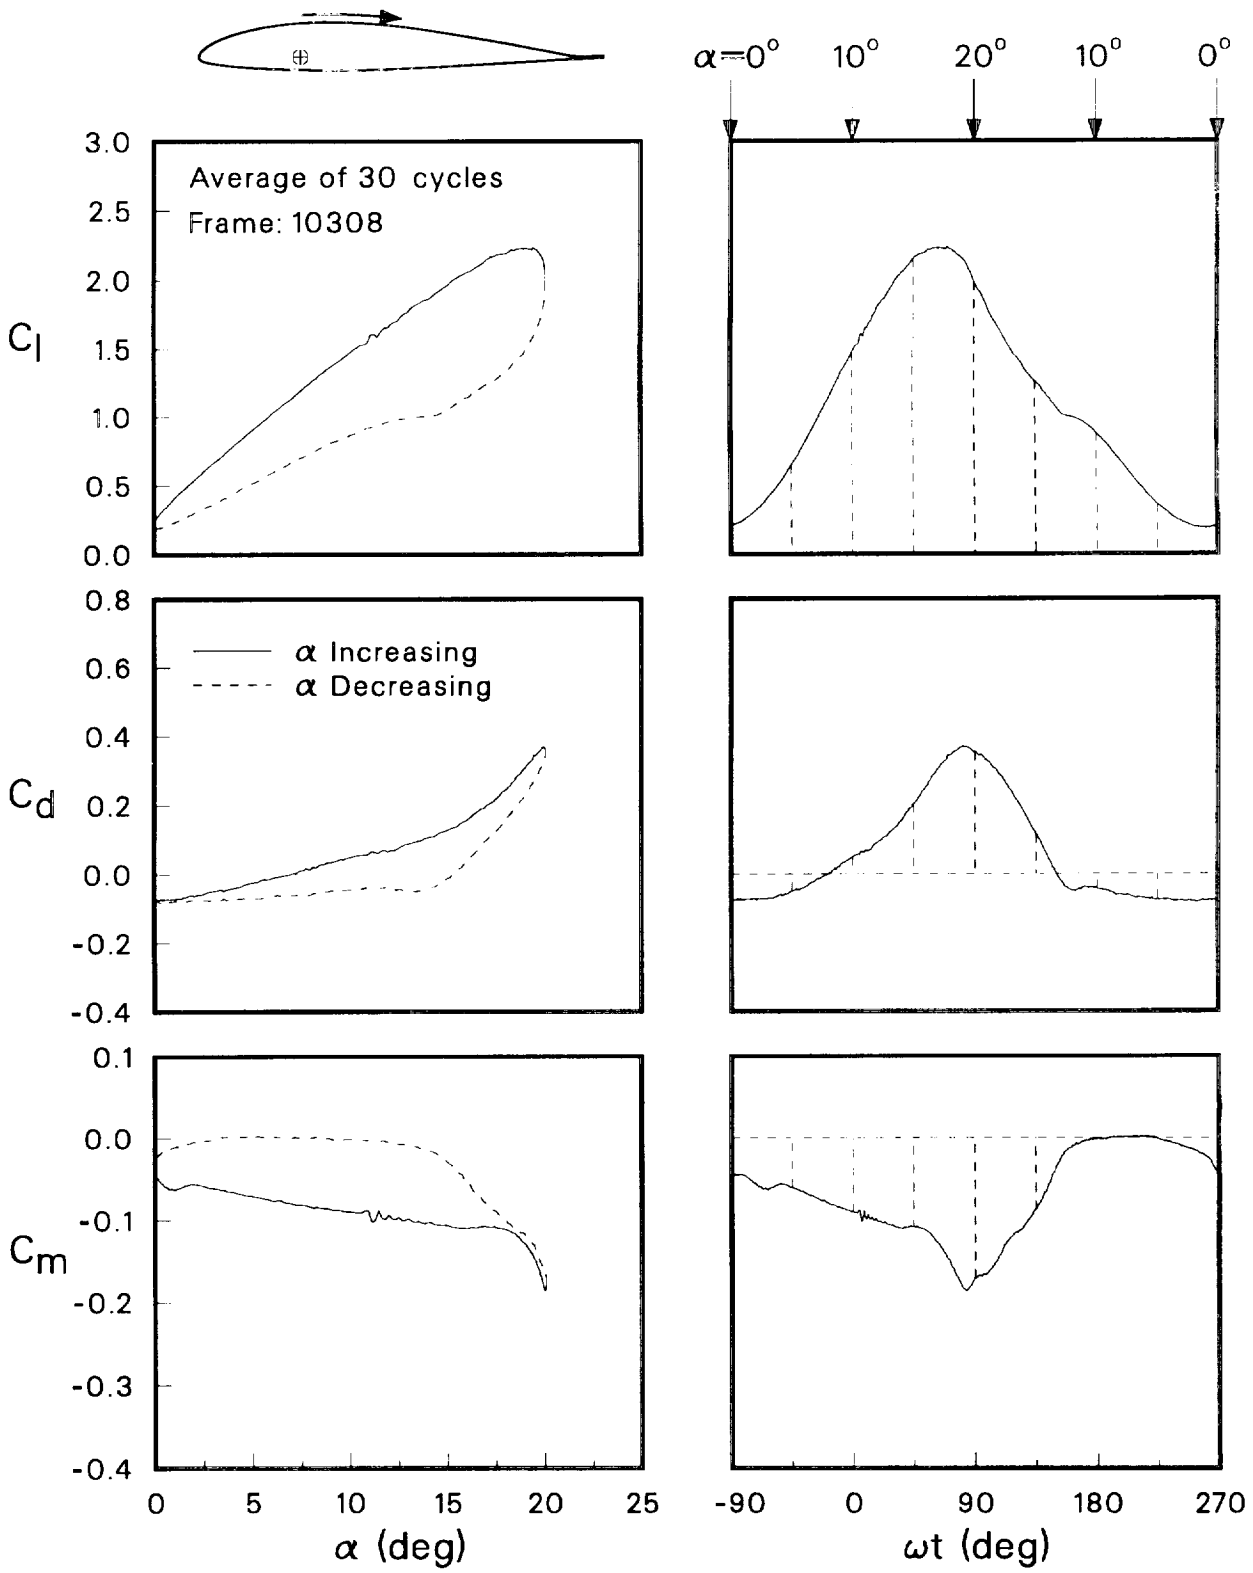 α=0° 10° 20° 10° 0°
3.0
2.5
2.0
1.5
1.0
0.5
0.0
Cl
Average of 30 cycles
Frame: 10308
0.8
0.6
0.4
0.2
0.0
-0.2
-0.4
Cd
α Increasing
α Decreasing
0.1
0.0
-0.1
-0.2
-0.3
-0.4
Cm
0 5 10 15 20 25
α (deg)
-90 0 90 180 270
ωt (deg)